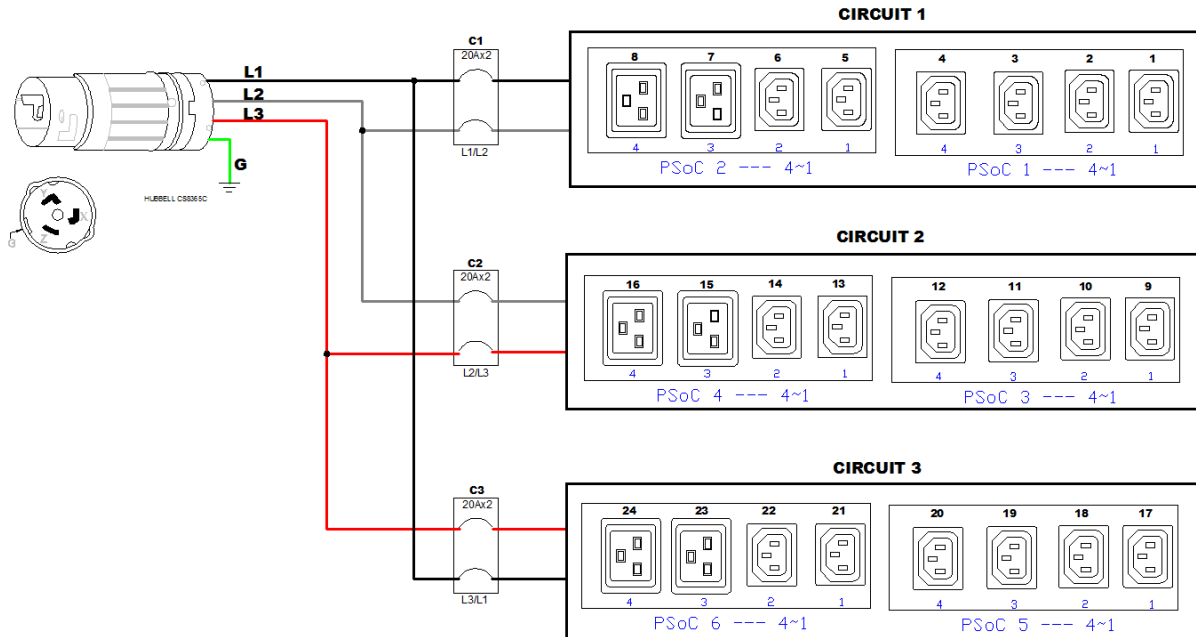 CIRCUIT 1
C1
20Ax2
8 7 6 5 4 3 2 1
L1
L2
L3
G
L1/L2
4 3 2 1 4 3 2 1
PSoC 2 --- 4~1 PSoC 1 --- 4~1
HUBBELL CS8365C
Y
X
Z
G
CIRCUIT 2
C2
20Ax2
16 15 14 13 12 11 10 9
L2/L3
4 3 2 1 4 3 2 1
PSoC 4 --- 4~1 PSoC 3 --- 4~1
CIRCUIT 3
C3
20Ax2
24 23 22 21 20 19 18 17
L3/L1
4 3 2 1 4 3 2 1
PSoC 6 --- 4~1 PSoC 5 --- 4~1